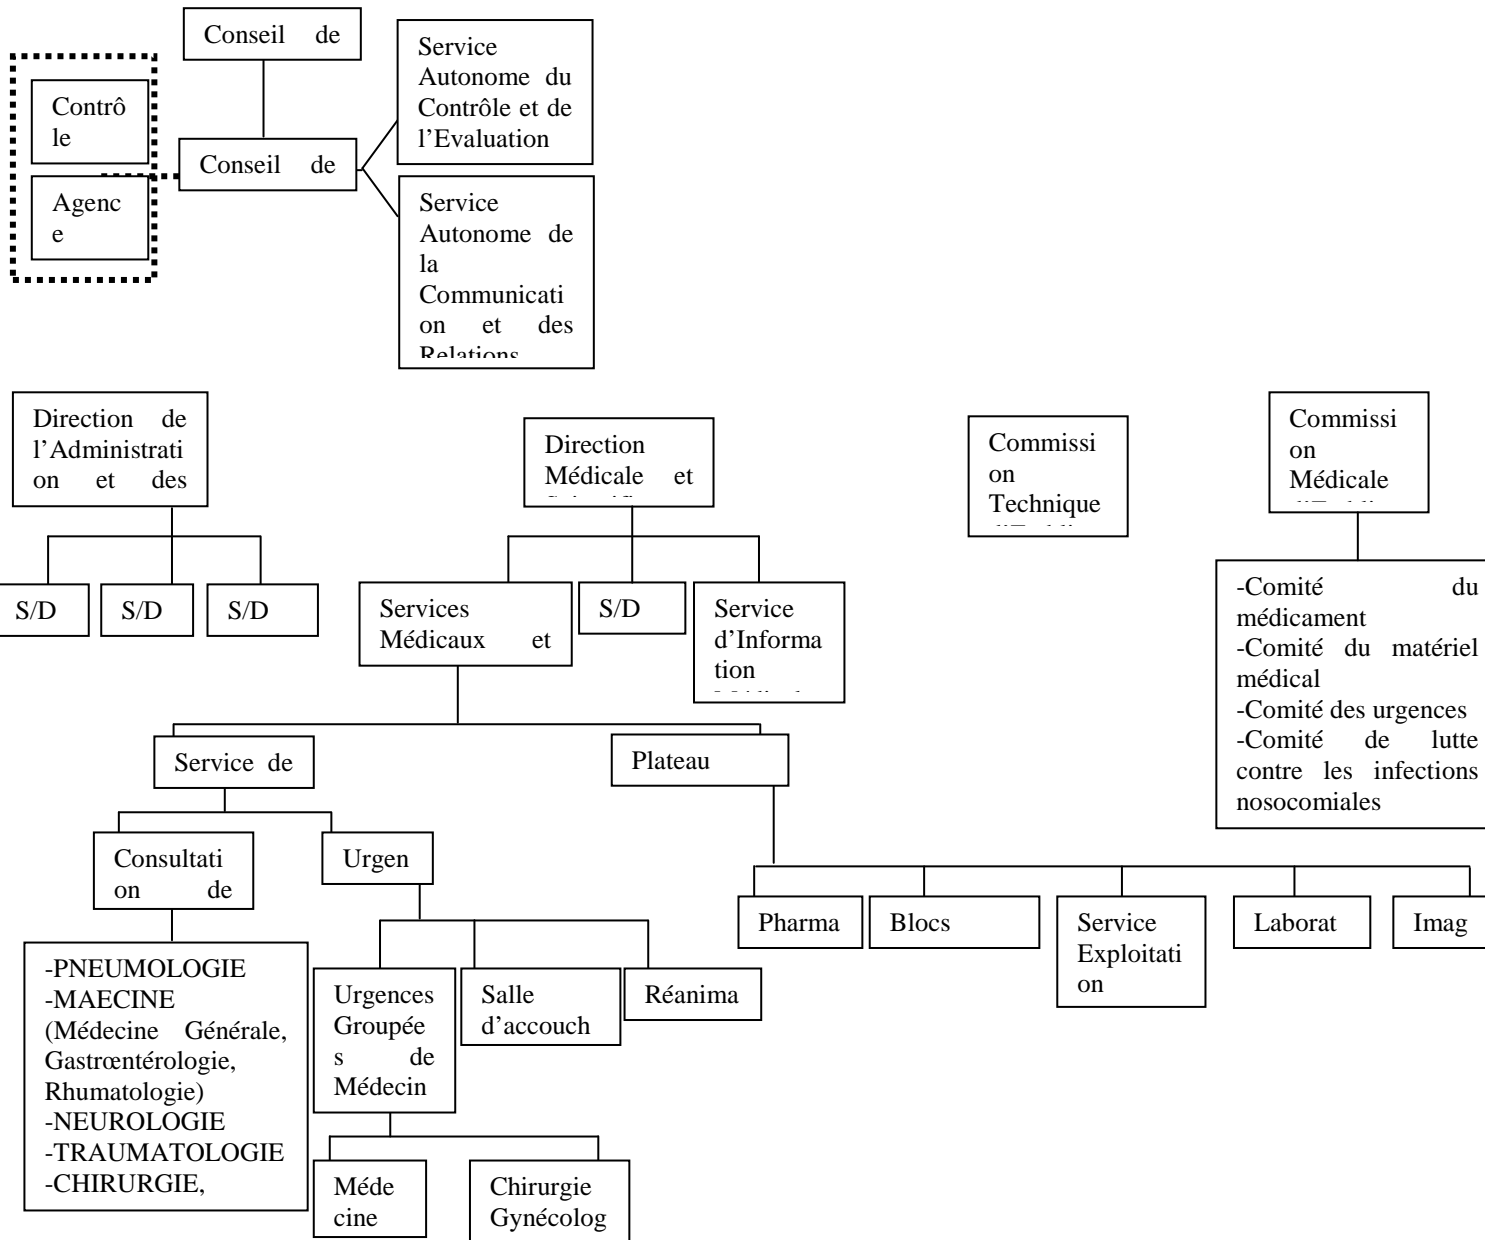 Conseil de
Service
Autonome du
Contrôle et de
l’Evaluation
Contrô
le
Agenc
e
Conseil de
Service
Autonome de
la
Communicati
on et des
Relations
Direction de
l’Administrati
on et des
Direction
Médicale et
Commissi
on
Technique
Commissi
on
Médicale
S/D
S/D
S/D
Services
Médicaux et
S/D
Service
d’Informa
tion
-Comité du
médicament
-Comité du matériel
médical
-Comité des urgences
-Comité de lutte
contre les infections
nosocomiales
Service de
Plateau
Consultati
on de
Urgen
Pharma
Blocs
Service
Exploitati
on
Laborat
Imag
-PNEUMOLOGIE
-MAECINE
(Médecine Générale,
Gastrœntérologie,
Rhumatologie)
-NEUROLOGIE
-TRAUMATOLOGIE
-CHIRURGIE,
Urgences
Groupée
s de
Médecin
Salle
d’accouch
Réanima
Méde
cine
Chirurgie
Gynécolog